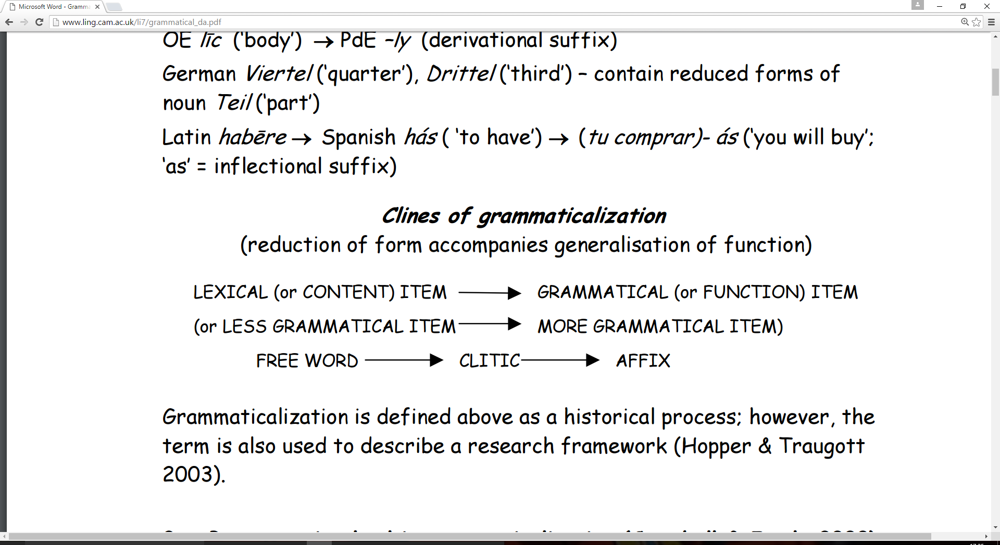 Microsoft Word - Gramma
www.ling.cam.ac.uk/li7/grammatical_da.pdf
OE līc (‘body’) → PdE –ly (derivational suffix)
German Viertel (‘quarter’), Drittel (‘third’) – contain reduced forms of
noun Teil (‘part’)
Latin habēre → Spanish hás ( ‘to have’) → (tu comprar)- ás (‘you will buy’;
‘as’ = inflectional suffix)
Clines of grammaticalization
(reduction of form accompanies generalisation of function)
LEXICAL (or CONTENT) ITEM → GRAMMATICAL (or FUNCTION) ITEM
(or LESS GRAMMATICAL ITEM → MORE GRAMMATICAL ITEM)
FREE WORD → CLITIC → AFFIX
Grammaticalization is defined above as a historical process; however, the
term is also used to describe a research framework (Hopper & Traugott
2003).